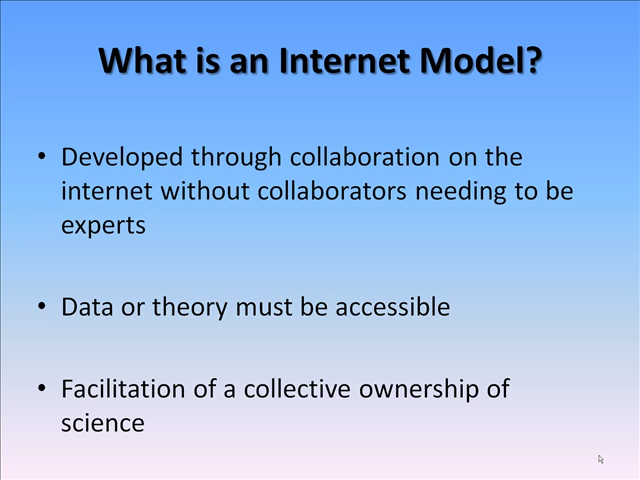 What is an Internet Model?
• Developed through collaboration on the
internet without collaborators needing to be
experts
• Data or theory must be accessible
• Facilitation of a collective ownership of
science